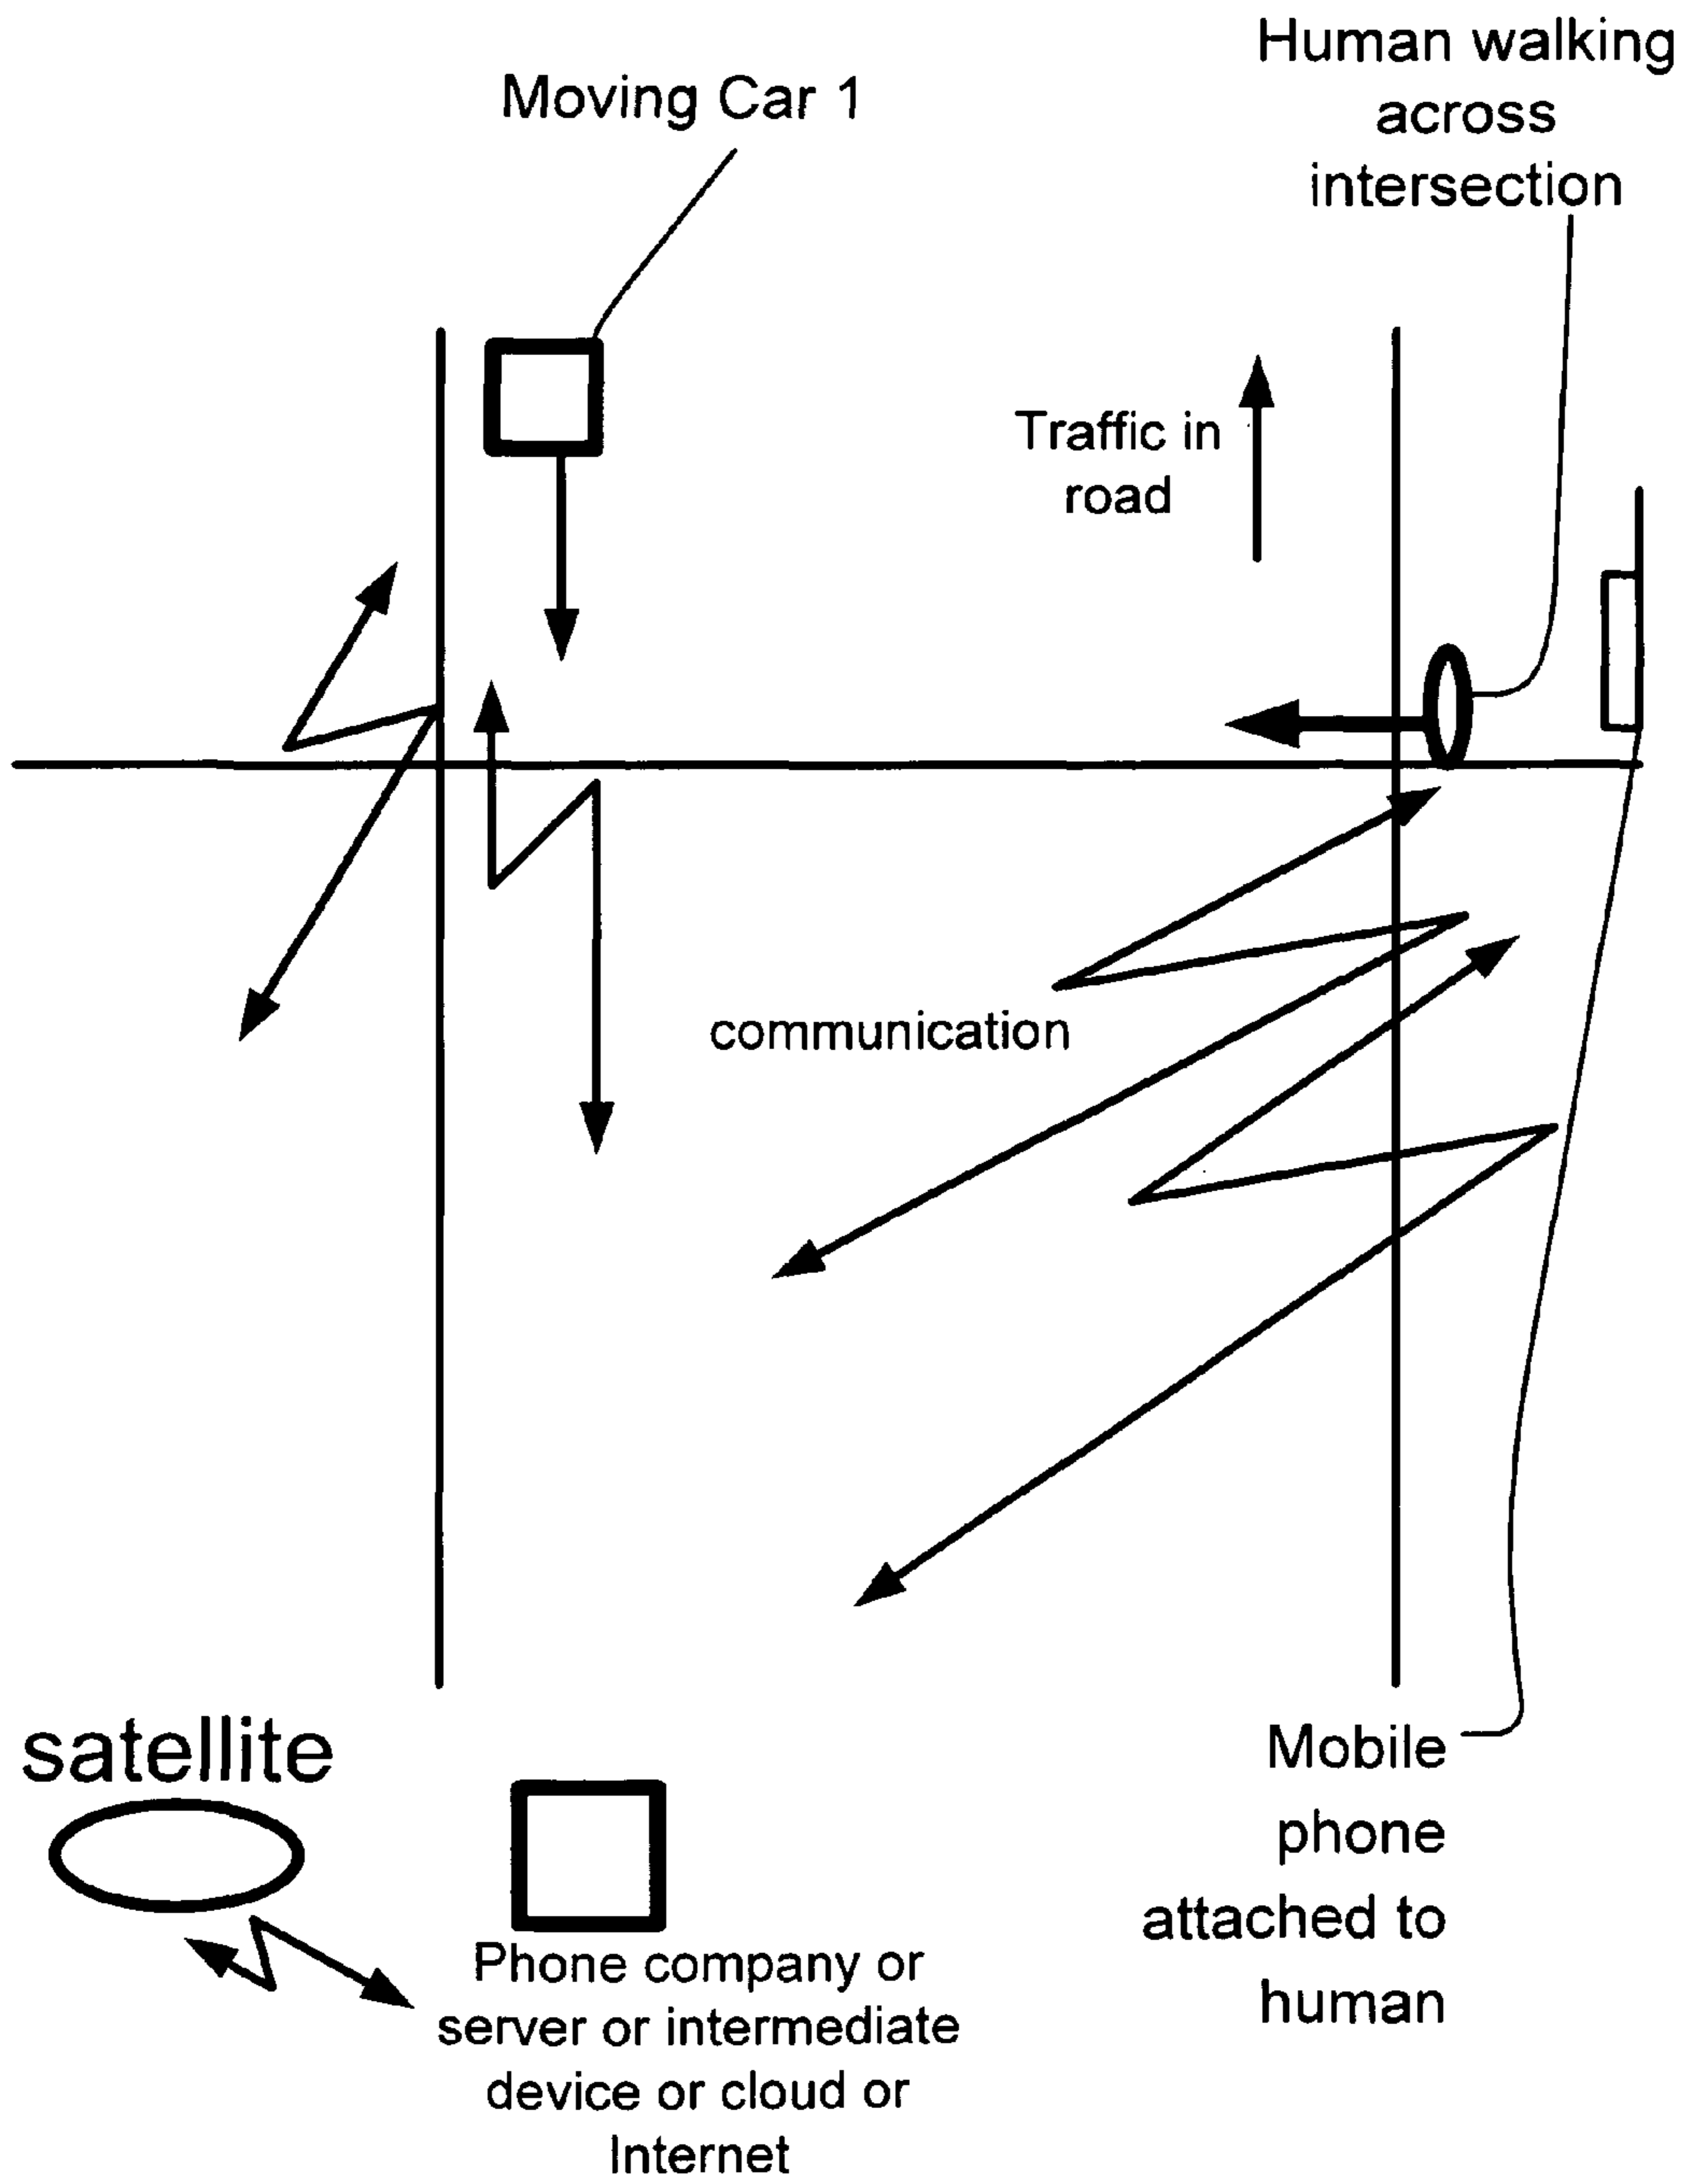 Human walking
across
intersection
Moving Car 1
Traffic in
road
communication
satellite
Mobile
phone
attached to
human
Phone company or
server or intermediate
device or cloud or
Internet